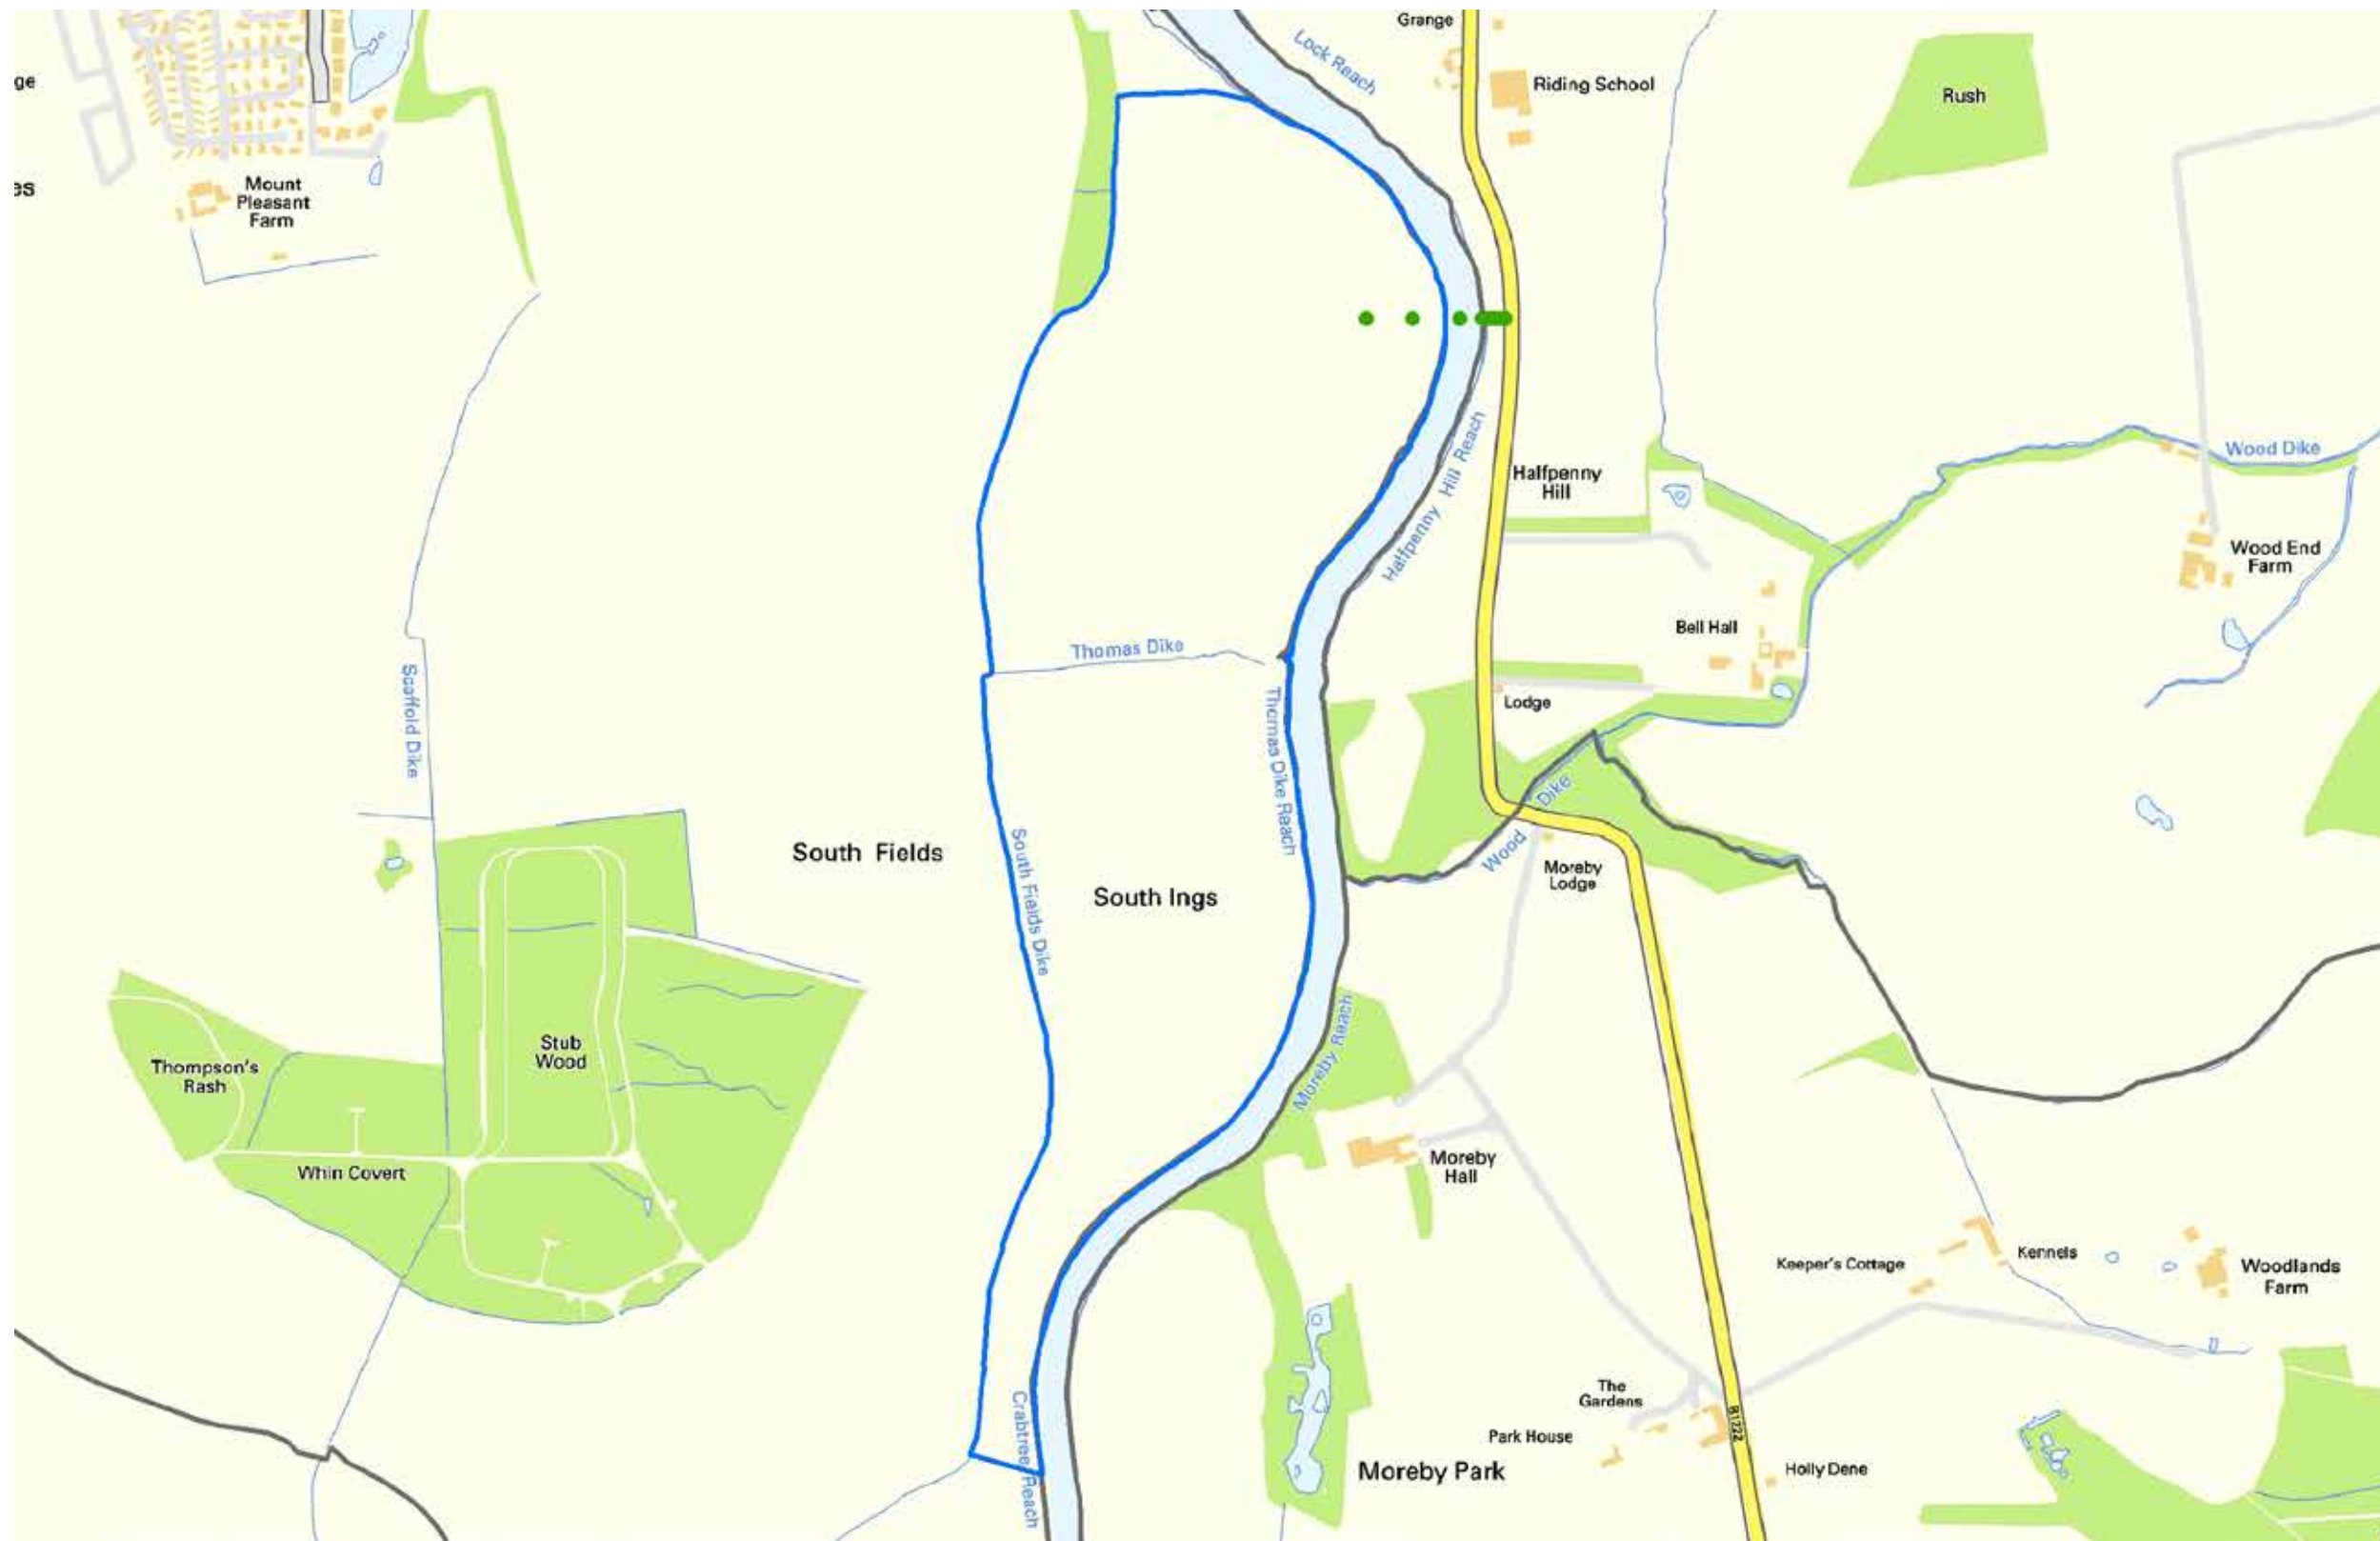 Grange
Lock Reach
ge
Riding School
Rush
es
Mount
Pleasant
Farm
Halfpenny Hill Reach
Halfpenny
Hill
Wood Dike
Wood End
Farm
Bell Hall
Thomas Dike
Scaffold Dike
Lodge
Thomas Dike Reach
Wood Dike
South Fields
South Fields Dike
South Ings
Moreby
Lodge
Moreby Reach
Stub
Wood
Thompson's
Rash
Whin Covert
Moreby
Hall
Keeper's Cottage
Kennels
Woodlands
Farm
Crabtree Reach
The
Gardens
Park House
B1222
Moreby Park
Holly Dene